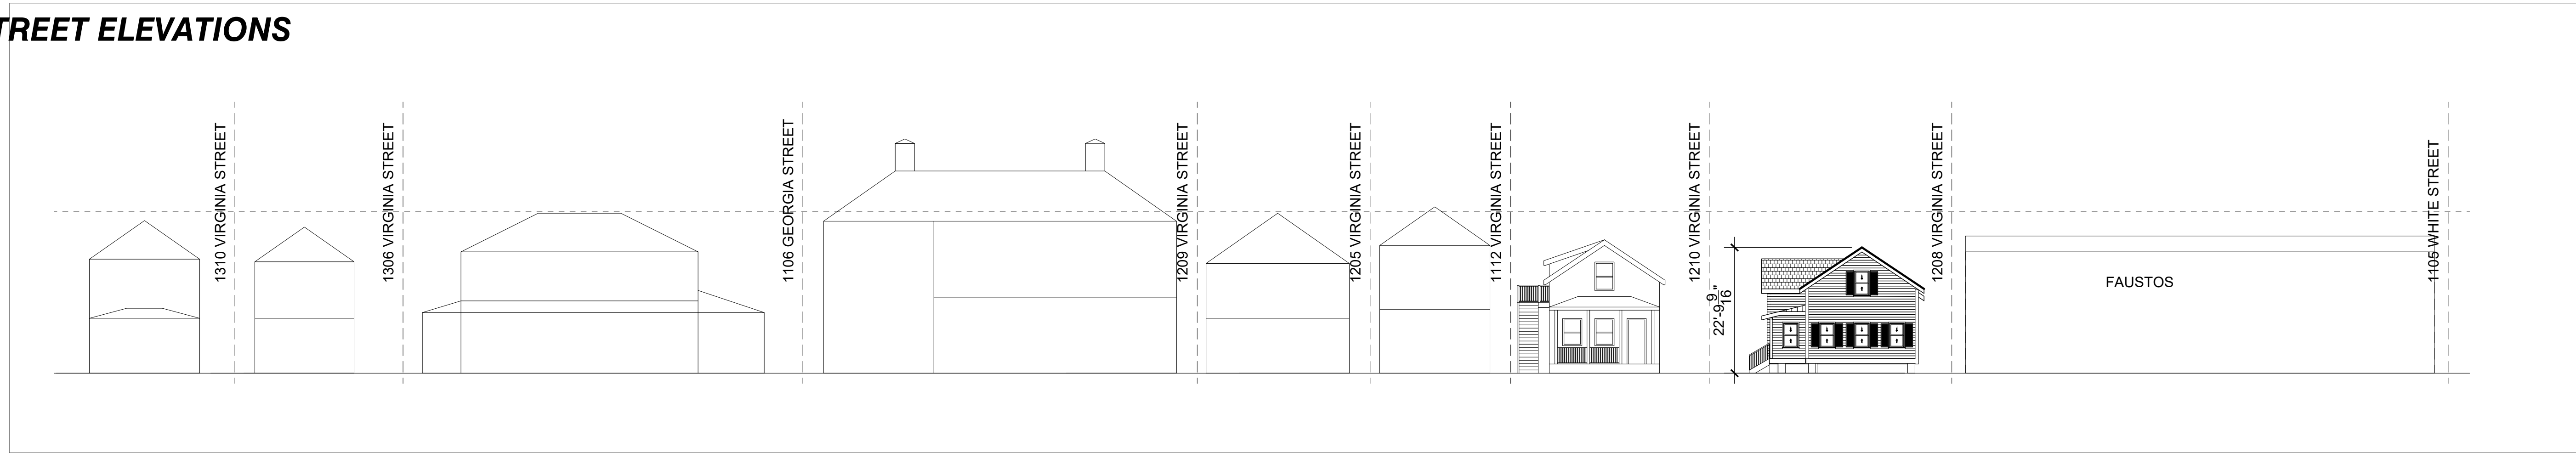 TREET ELEVATIONS
1310 VIRGINIA STREET
1306 VIRGINIA STREET
1106 GEORGIA STREET
1209 VIRGINIA STREET
1205 VIRGINIA STREET
1112 VIRGINIA STREET
1210 VIRGINIA STREET
22'-9 9/16"
1208 VIRGINIA STREET
FAUSTOS
1105 WHITE STREET